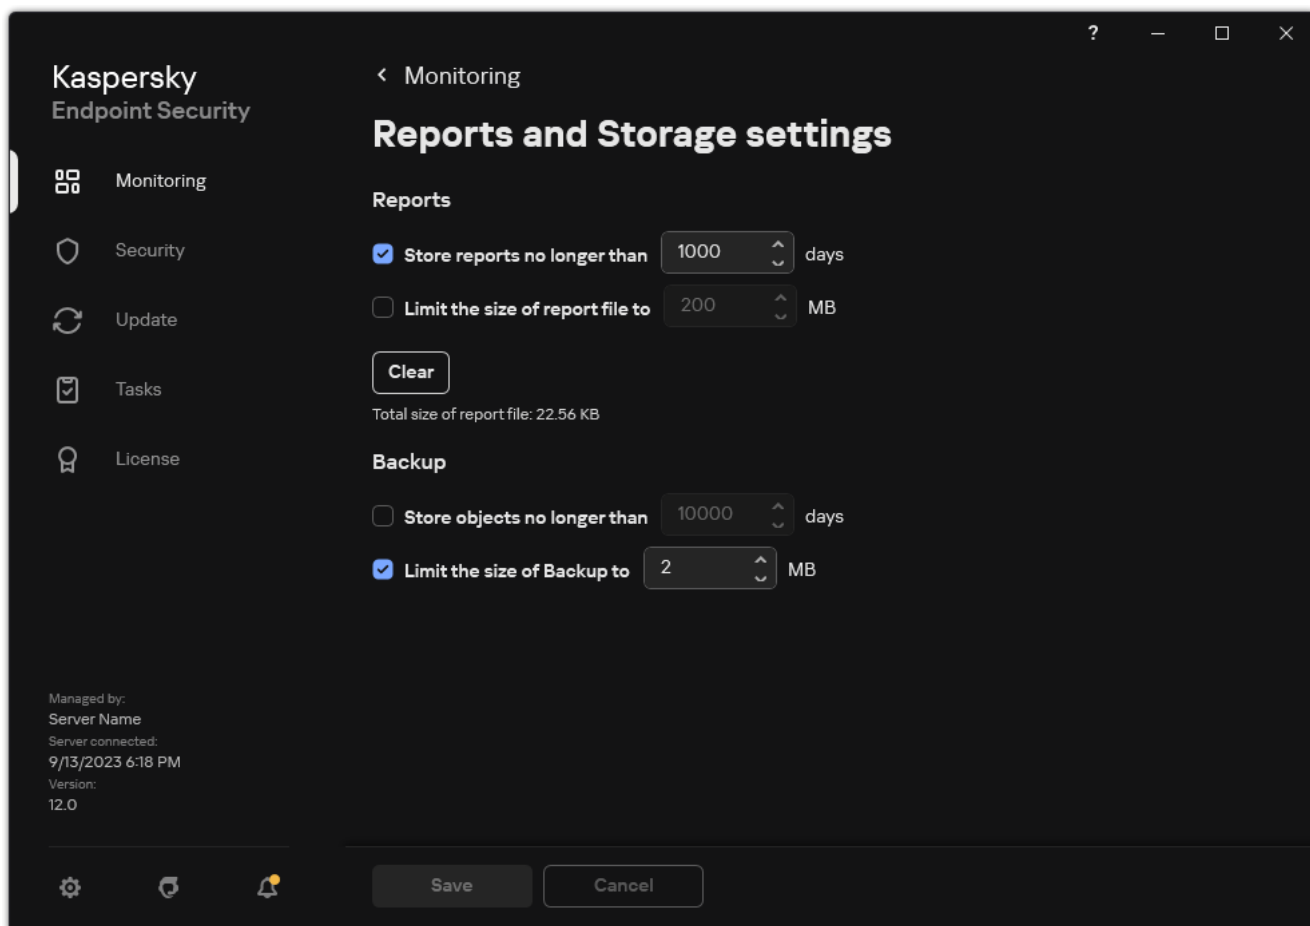 ?
Kaspersky
Endpoint Security
Monitoring
Security
Update
Tasks
License
Managed by:
Server Name
Server connected:
9/13/2023 6:18 PM
Version:
12.0
Monitoring
Reports and Storage settings
Reports
Store reports no longer than 1000 days
Limit the size of report file to 200 MB
Clear
Total size of report file: 22.56 KB
Backup
Store objects no longer than 10000 days
Limit the size of Backup to 2 MB
Save Cancel